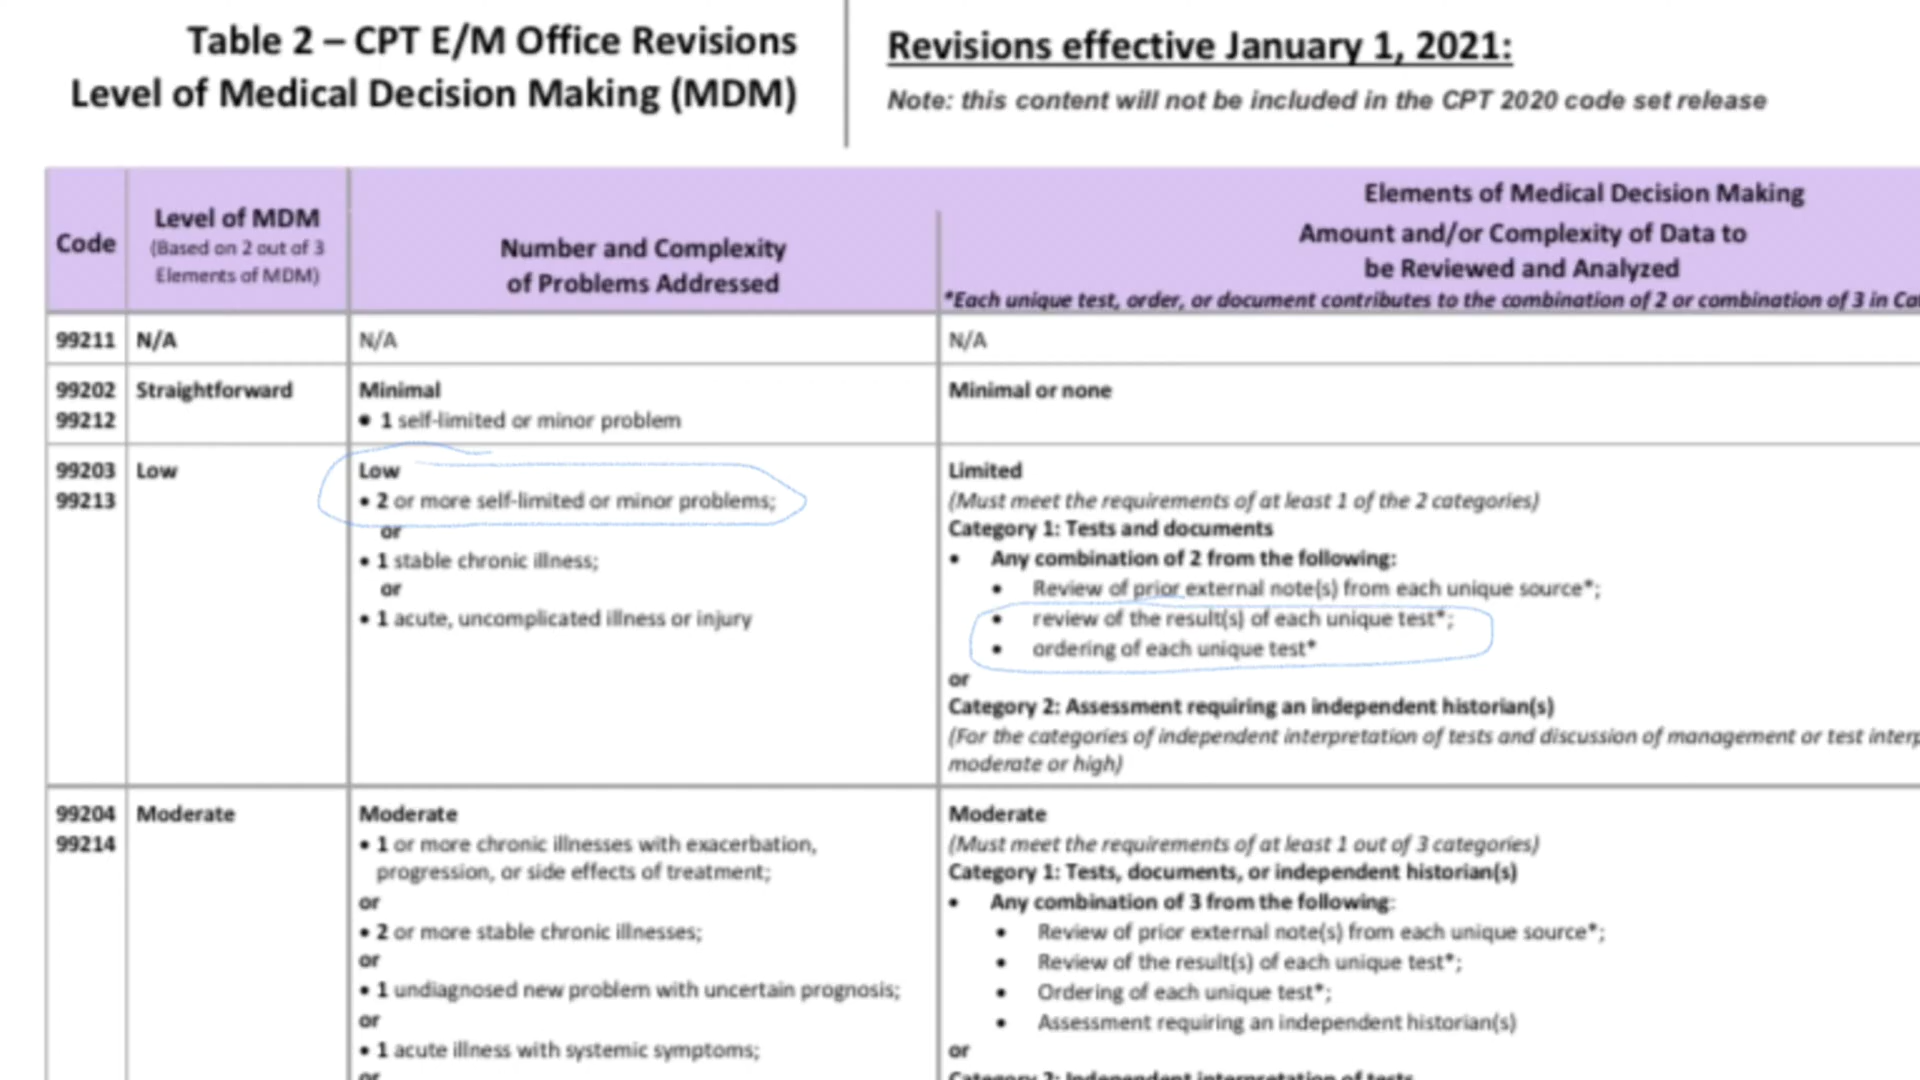 Table 2 – CPT E/M Office Revisions
Level of Medical Decision Making (MDM)
Revisions effective January 1, 2021:
Note: this content will not be included in the CPT 2020 code set release
Code
Level of MDM
(Based on 2 out of 3
Elements of MDM)
Elements of Medical Decision Making
Number and Complexity
of Problems Addressed
Amount and/or Complexity of Data to
be Reviewed and Analyzed
*Each unique test, order, or document contributes to the combination of 2 or combination of 3 in
99211
N/A
N/A
N/A
99202
99212
Straightforward
Minimal
• 1 self-limited or minor problem
Minimal or none
99203
99213
Low
Low
• 2 or more self-limited or minor problems;
or
• 1 stable chronic illness;
or
• 1 acute, uncomplicated illness or injury
Limited
(Must meet the requirements of at least 1 of the 2 categories)
Category 1: Tests and documents
• Any combination of 2 from the following:
• Review of prior external note(s) from each unique source*;
• review of the result(s) of each unique test*;
• ordering of each unique test*
or
Category 2: Assessment requiring an independent historian(s)
(For the categories of independent interpretation of tests and discussion of management or test
moderate or high)
99204
99214
Moderate
Moderate
• 1 or more chronic illnesses with exacerbation,
progression, or side effects of treatment;
or
• 2 or more stable chronic illnesses;
or
• 1 undiagnosed new problem with uncertain prognosis;
or
• 1 acute illness with systemic symptoms;
or
Moderate
(Must meet the requirements of at least 1 out of 3 categories)
Category 1: Tests, documents, or independent historian(s)
• Any combination of 3 from the following:
• Review of prior external note(s) from each unique source*;
• Review of the result(s) of each unique test*;
• Ordering of each unique test*;
• Assessment requiring an independent historian(s)
or
Category 2: Independent interpretation of tests